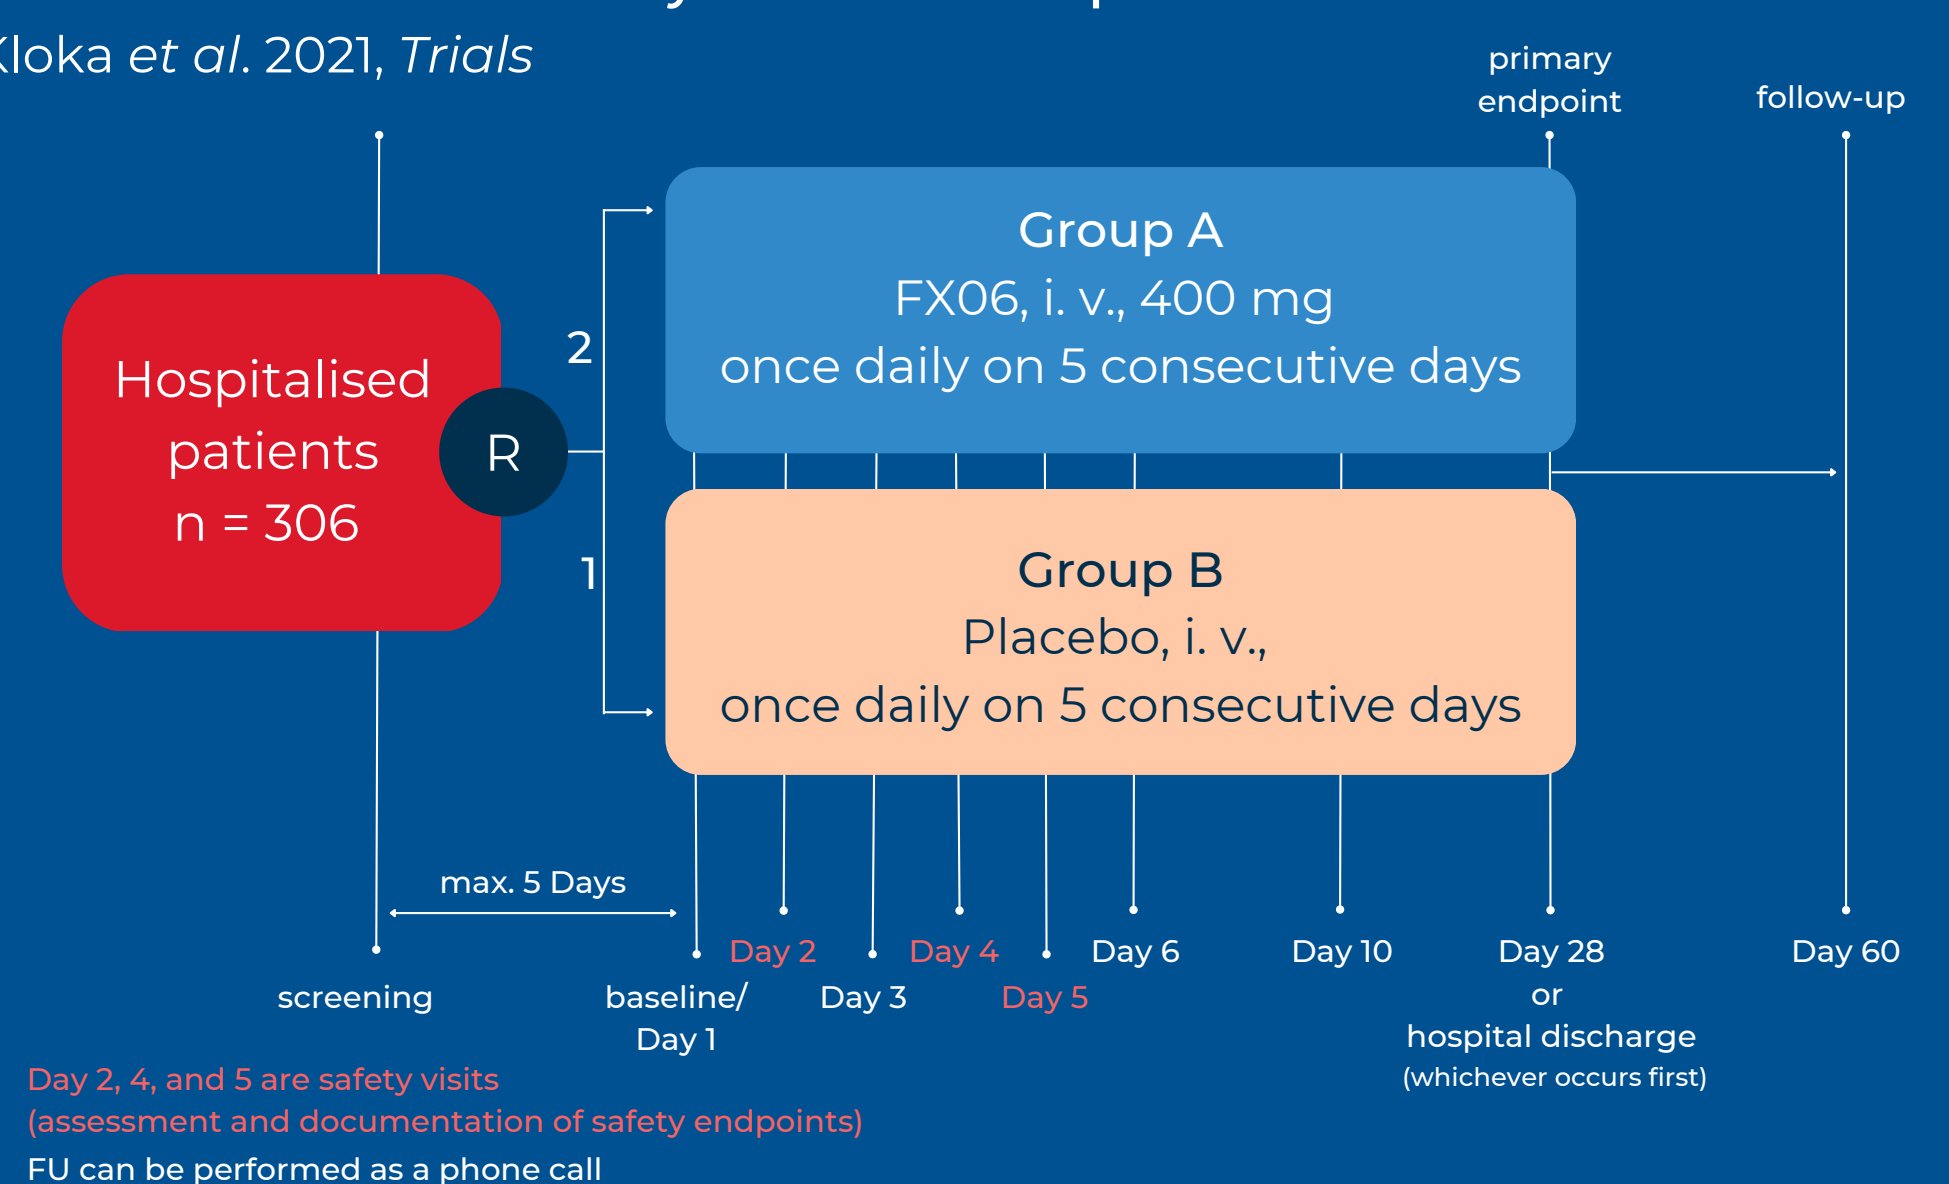 et al. 2021, Trials
primary
endpoint
follow-up
Hospitalised
patients
n = 306
R
2
1
Group A
FX06, i. v., 400 mg
once daily on 5 consecutive days
Group B
Placebo, i. v.,
once daily on 5 consecutive days
max. 5 Days
screening
baseline/
Day 1
Day 2
Day 3
Day 4
Day 5
Day 6
Day 10
Day 28
or
hospital discharge
(whichever occurs first)
Day 60
Day 2, 4, and 5 are safety visits
(assessment and documentation of safety endpoints)
FU can be performed as a phone call